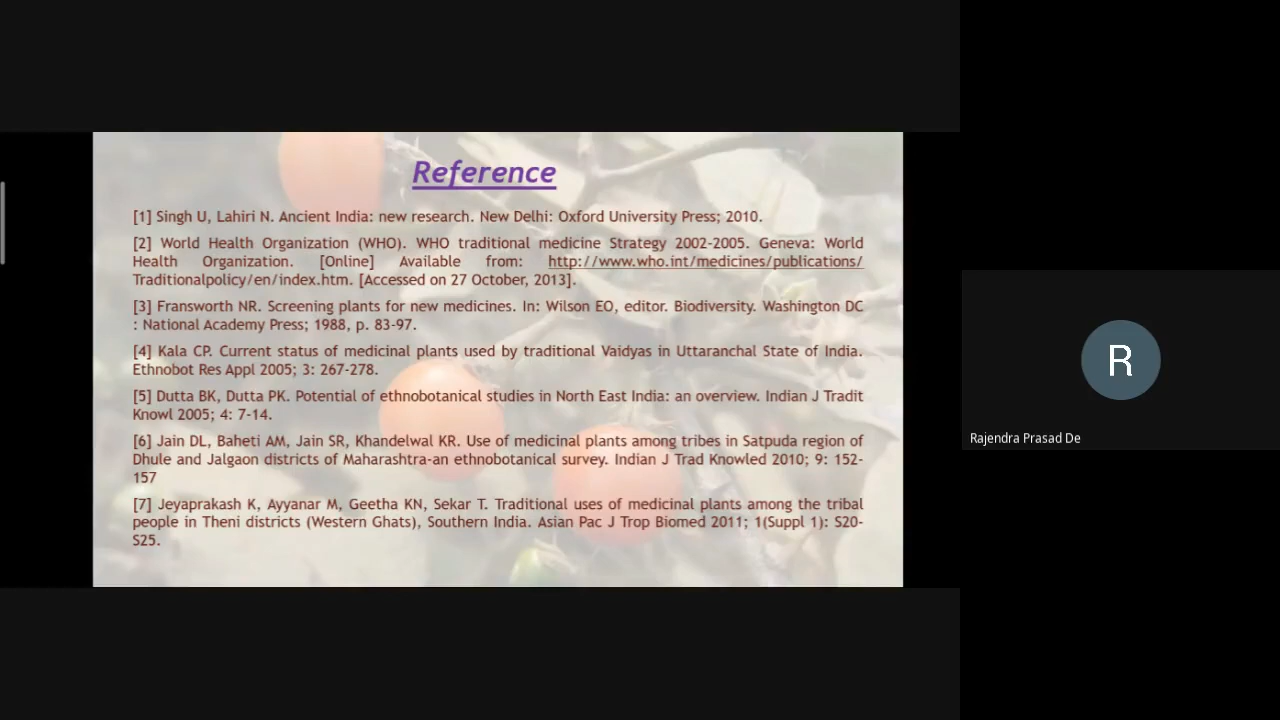 Reference
[1] Singh U, Lahiri N. Ancient India: new research. New Delhi: Oxford University Press; 2010.
[2] World Health Organization (WHO). WHO traditional medicine Strategy 2002-2005. Geneva: World
Health Organization. [Online] Available from: http://www.who.int/medicines/publications/
Traditionalpolicy/en/index.htm. [Accessed on 27 October, 2013].
[3] Fransworth NR. Screening plants for new medicines. In: Wilson EO, editor. Biodiversity. Washington DC
: National Academy Press; 1988, p. 83-97.
[4] Kala CP. Current status of medicinal plants used by traditional Vaidyas in Uttaranchal State of India.
Ethnobot Res Appl 2005; 3: 267-278.
[5] Dutta BK, Dutta PK. Potential of ethnobotanical studies in North East India: an overview. Indian J Tradit
Knowl 2005; 4: 7-14.
[6] Jain DL, Baheti AM, Jain SR, Khandelwal KR. Use of medicinal plants among tribes in Satpuda region of
Dhule and Jalgaon districts of Maharashtra-an ethnobotanical survey. Indian J Trad Knowled 2010; 9: 152-
157
[7] Jeyaprakash K, Ayyanar M, Geetha KN, Sekar T. Traditional uses of medicinal plants among the tribal
people in Theni districts (Western Ghats), Southern India. Asian Pac J Trop Biomed 2011; 1(Suppl 1): S20-
S25.
R
Rajendra Prasad De